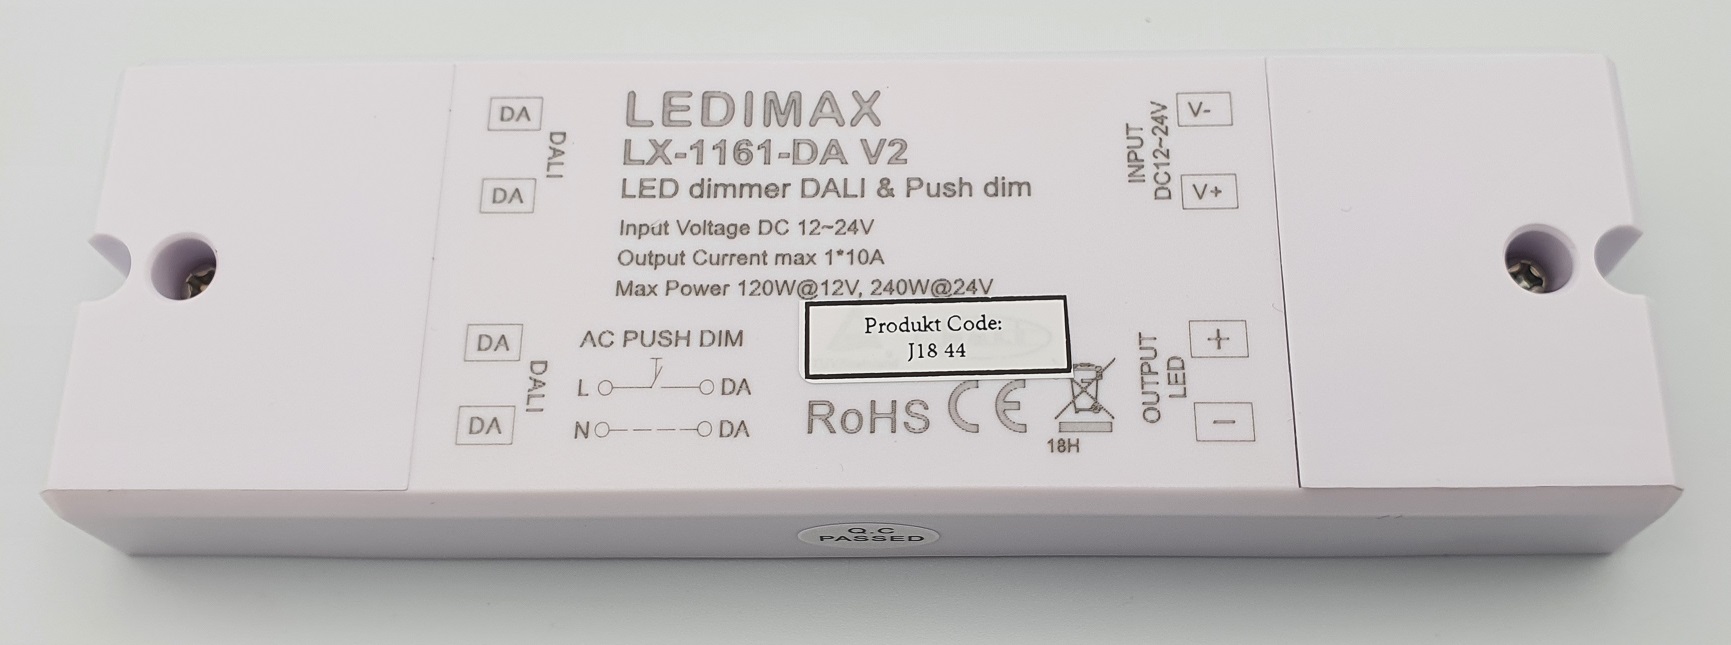 DA
DALI
DA
LEDIMAX
LX-1161-DA V2
LED dimmer DALI & Push dim
Input Voltage DC 12~24V
Output Current max 1*10A
Max Power 120W@12V, 240W@24V
INPUT
DC12~24V
V-
V+
DA
DALI
DA
AC PUSH DIM
L DA
N DA
Produkt Code:
J18 44
RoHS CE
18H
OUTPUT
LED
+
-
Q.C
PASSED